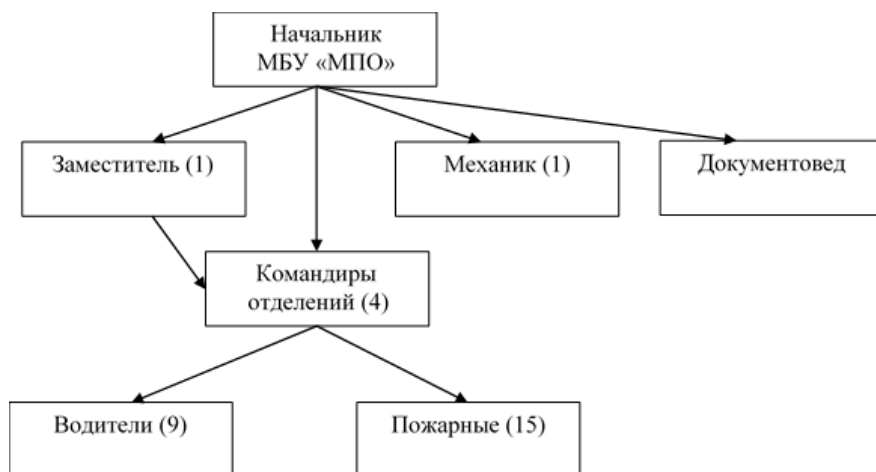 Начальник
МБУ «МПО»
Заместитель (1)
Механик (1)
Документовед
Командиры
отделений (4)
Водители (9)
Пожарные (15)